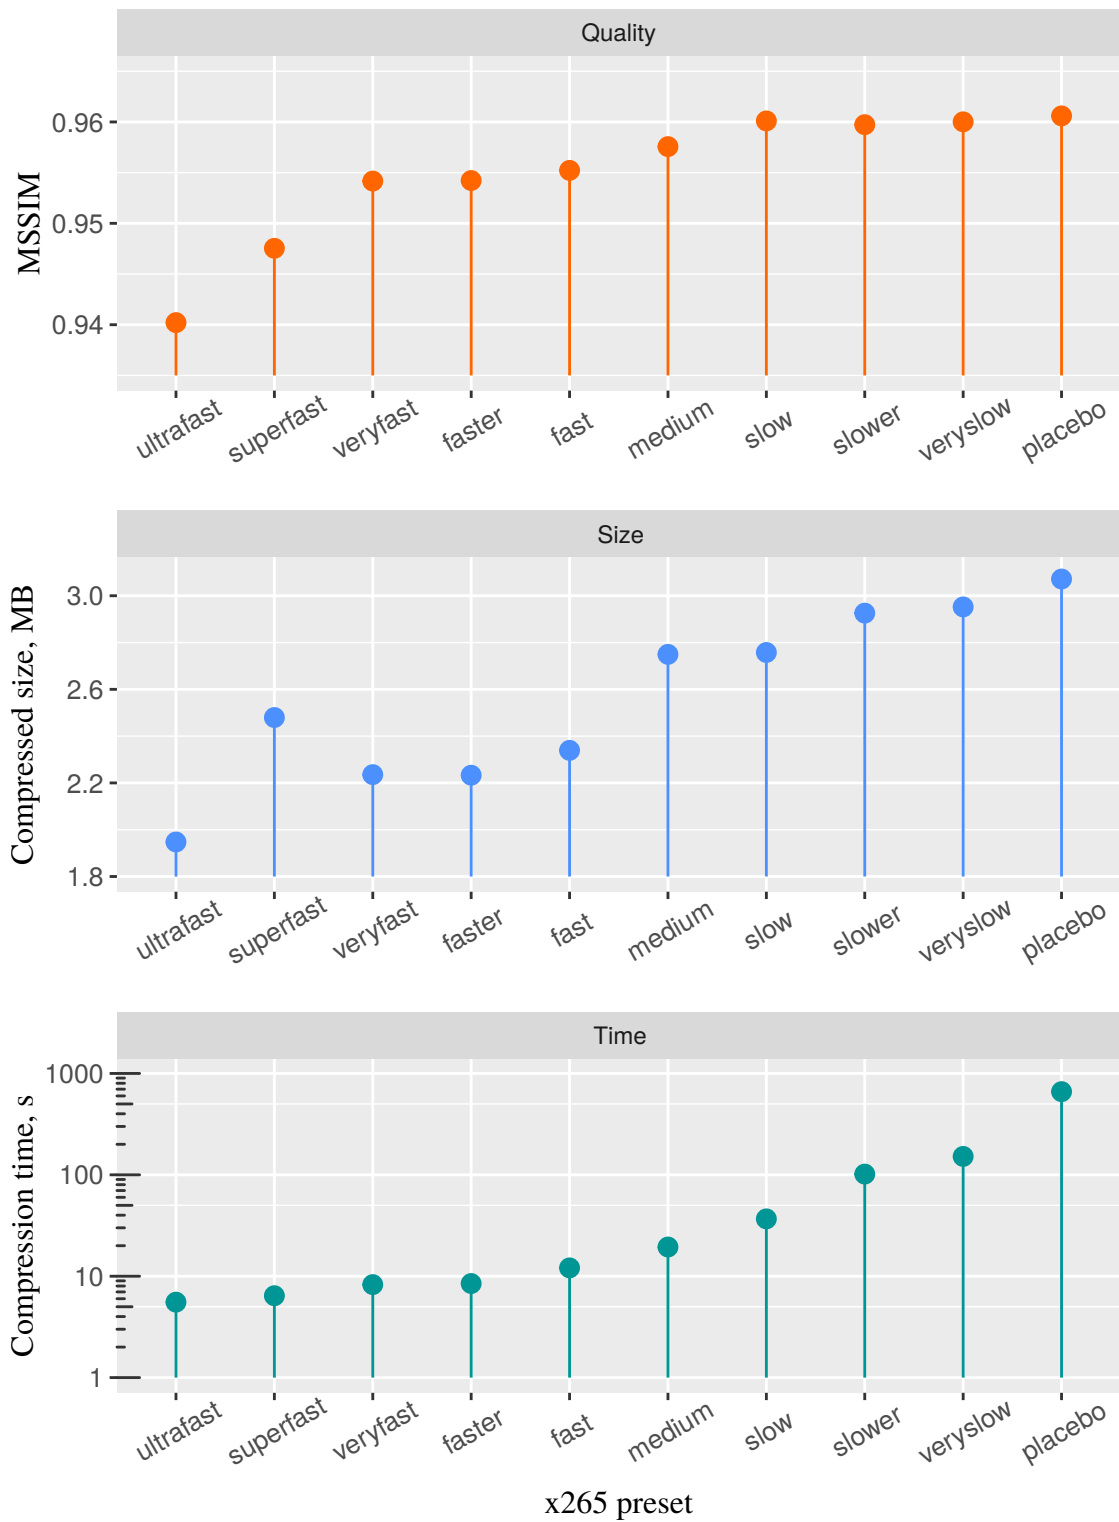 Quality
MSSIM
0.96
0.95
0.94
ultrafast superfast veryfast faster fast medium slow slower veryslow placebo
Size
Compressed size, MB
3.0
2.6
2.2
1.8
ultrafast superfast veryfast faster fast medium slow slower veryslow placebo
Time
Compression time, s
1000
100
10
1
ultrafast superfast veryfast faster fast medium slow slower veryslow placebo
x265 preset